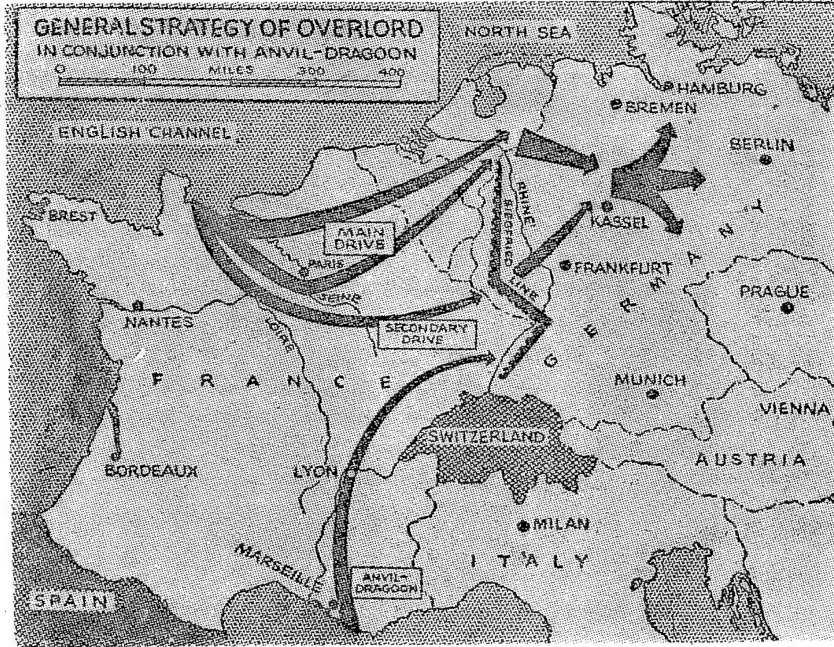 GENERAL STRATEGY OF OVERLORD
IN CONJUNCTION WITH ANVIL-DRAGOON
0 100 MILES 300 400
NORTH SEA
HAMBURG
BREMEN
ENGLISH CHANNEL
BERLIN
BREST
RHINE
SIEGFRIED
LINE
KASSEL
MAIN
DRIVE
PARIS
FRANKFURT
SEINE
PRAGUE
NANTES
LOIRE
SECONDARY
DRIVE
GERMANY
FRANCE
MUNICH
VIENNA
SWITZERLAND
BORDEAUX
LYON
AUSTRIA
MILAN
MARSEILLE
ANVIL-
DRAGOON
ITALY
SPAIN